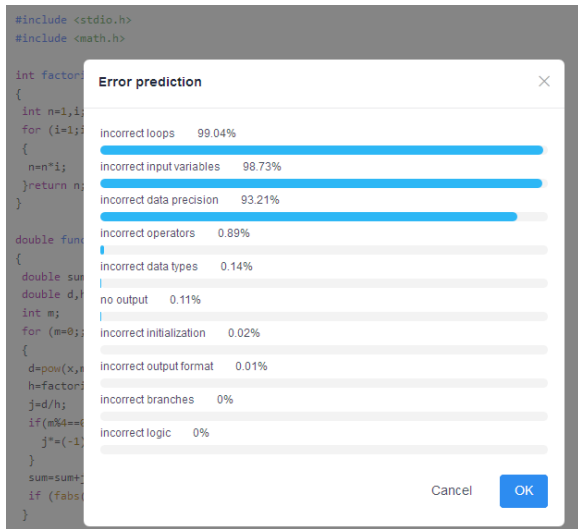 #include <stdio.h>
#include <math.h>
int factori
{
int n=1,i;
for (i=1;i
{
n=n*i;
}return n;
}
double func
{
double sum
double d,h
int m;
for (m=0;;
{
d=pow(x,m
h=factori
j=d/h;
if(m%4==0
j*=(-1)
}
sum=sum+j
if (fabs(
}
Error prediction
incorrect loops 99.04%
incorrect input variables 98.73%
incorrect data precision 93.21%
incorrect operators 0.89%
incorrect data types 0.14%
no output 0.11%
incorrect initialization 0.02%
incorrect output format 0.01%
incorrect branches 0%
incorrect logic 0%
Cancel OK